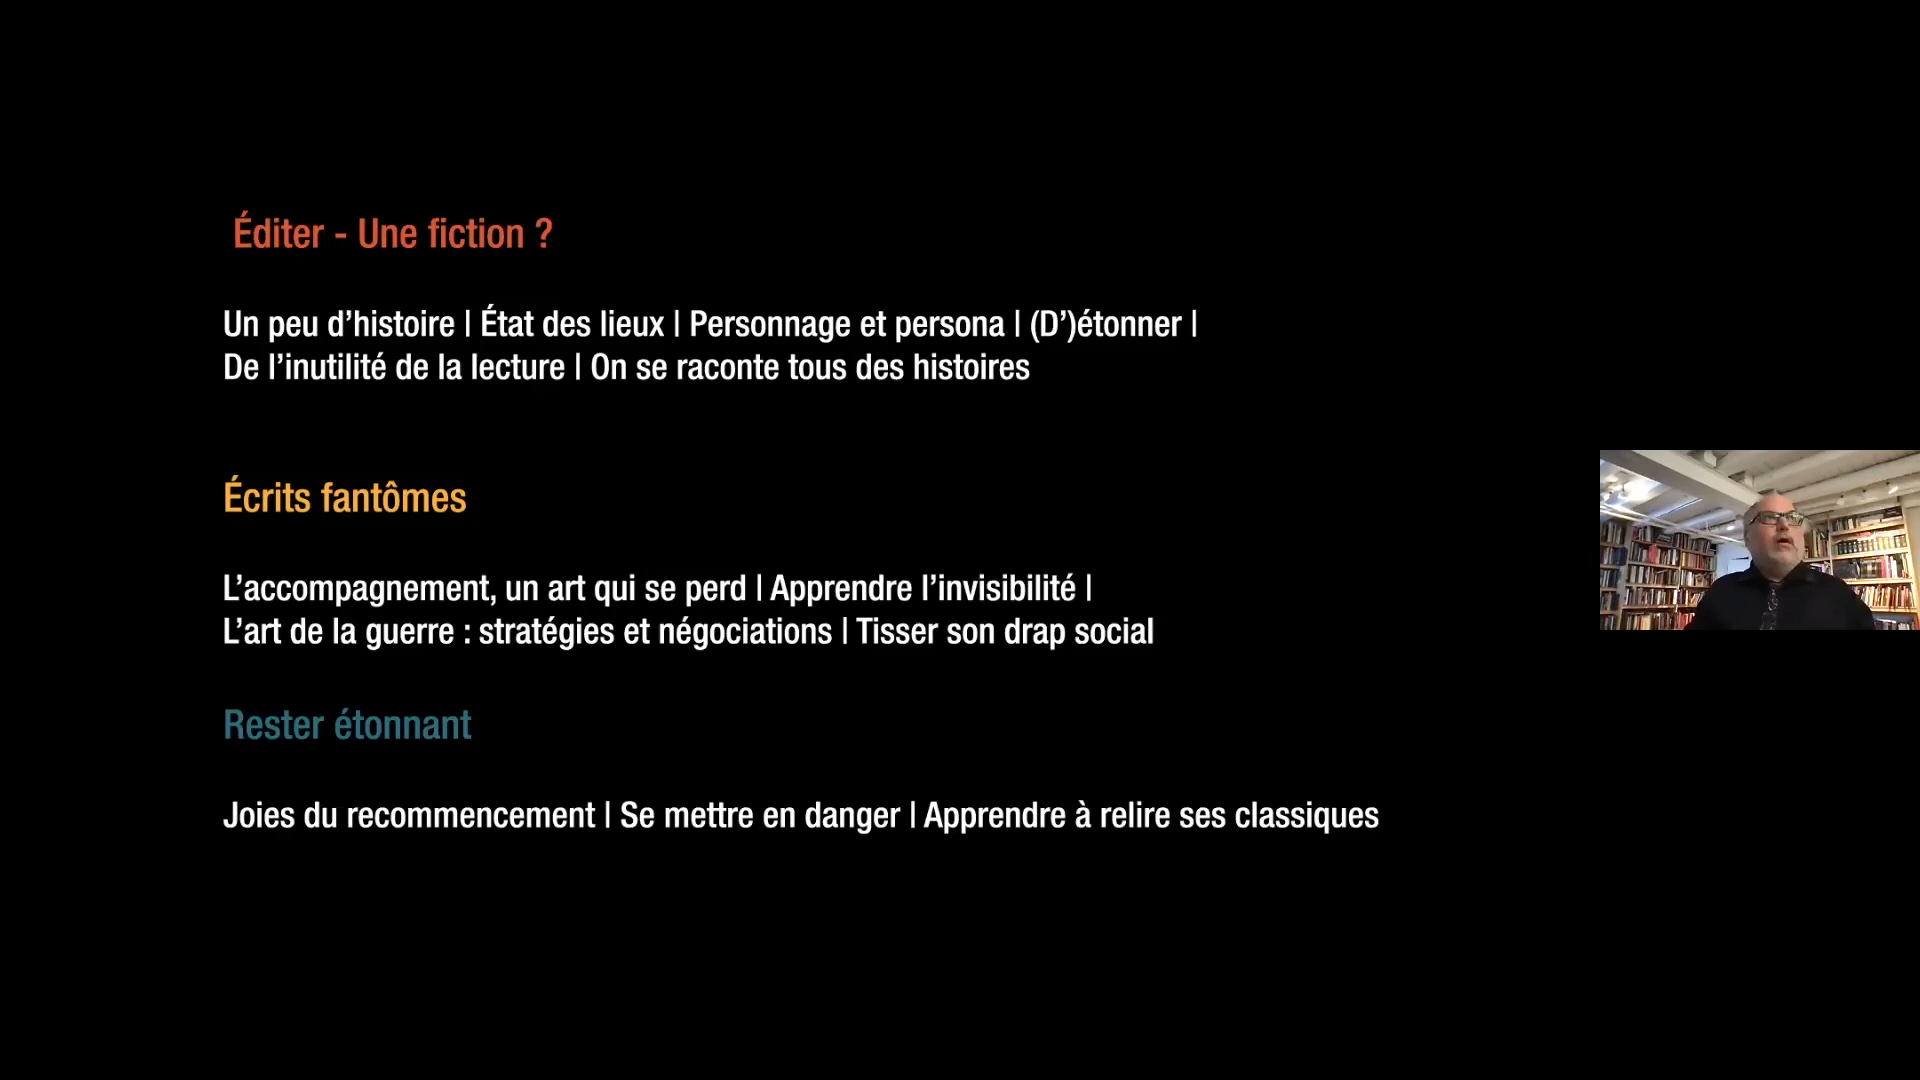 Éditer - Une fiction ?
Un peu d’histoire | État des lieux | Personnage et persona | (D’)étonner |
De l’inutilité de la lecture | On se raconte tous des histoires
Écrits fantômes
L’accompagnement, un art qui se perd | Apprendre l’invisibilité |
L’art de la guerre : stratégies et négociations | Tisser son drap social
Rester étonnant
Joies du recommencement | Se mettre en danger | Apprendre à relire ses classiques